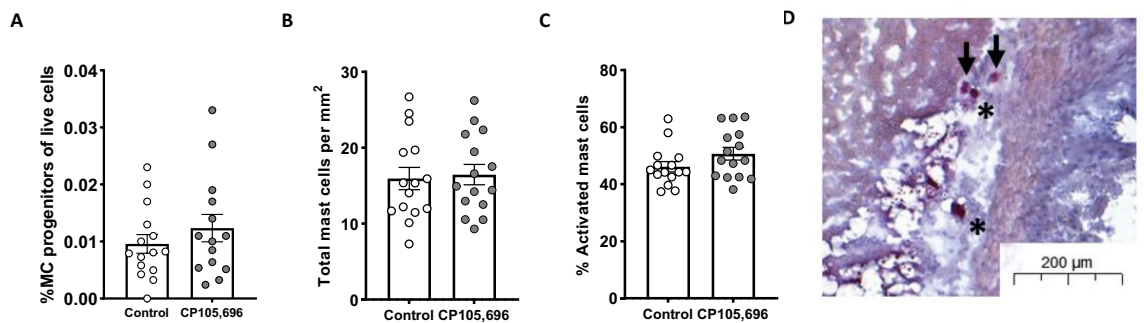 A
B
C
D
%MC progenitors of live cells
0.04
0.03
0.02
0.01
0.00
Control CP105,696
Total mast cells per mm²
30
20
10
0
Control CP105,696
% Activated mast cells
80
60
40
20
0
Control CP105,696
*
*
200 µm